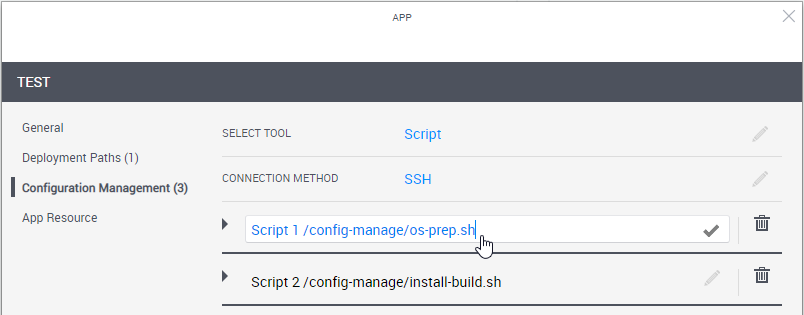 APP
TEST
General
Deployment Paths (1)
Configuration Management (3)
App Resource
SELECT TOOL Script
CONNECTION METHOD SSH
Script 1 /config-manage/os-prep.sh
Script 2 /config-manage/install-build.sh